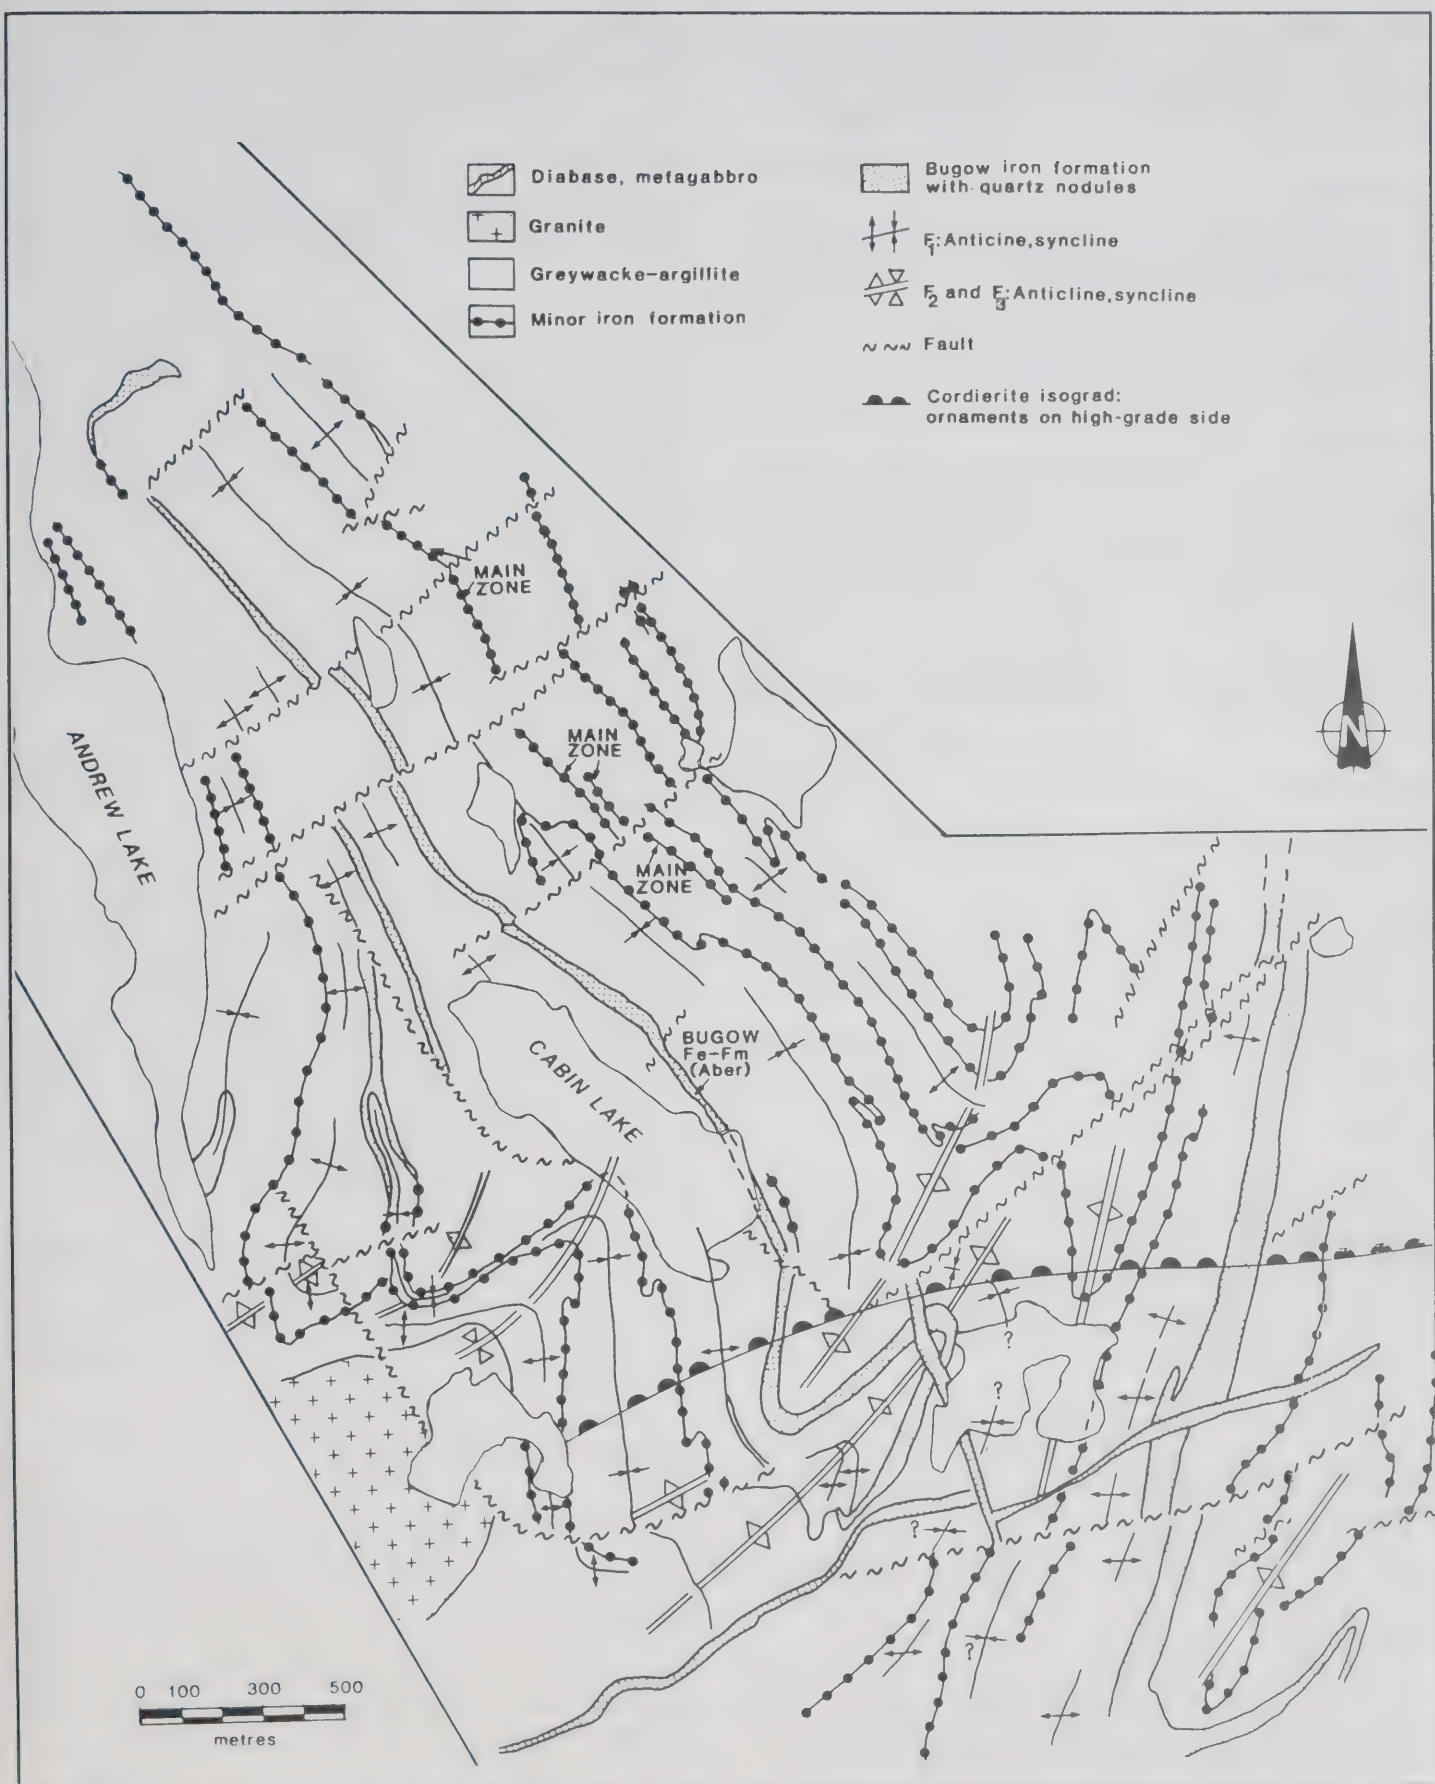 Diabase, metagabbro
Granite
Greywacke-argillite
Minor iron formation
Bugow iron formation
with quartz nodules
F1: Anticine, syncline
F2 and F3: Anticline, syncline
Fault
Cordierite isograd:
ornaments on high-grade side
MAIN
ZONE
N
MAIN
ZONE
ANDREW LAKE
MAIN
ZONE
BUGOW
Fe-Fm
(Aber)
CABIN LAKE
?
?
?
?
0 100 300 500
metres